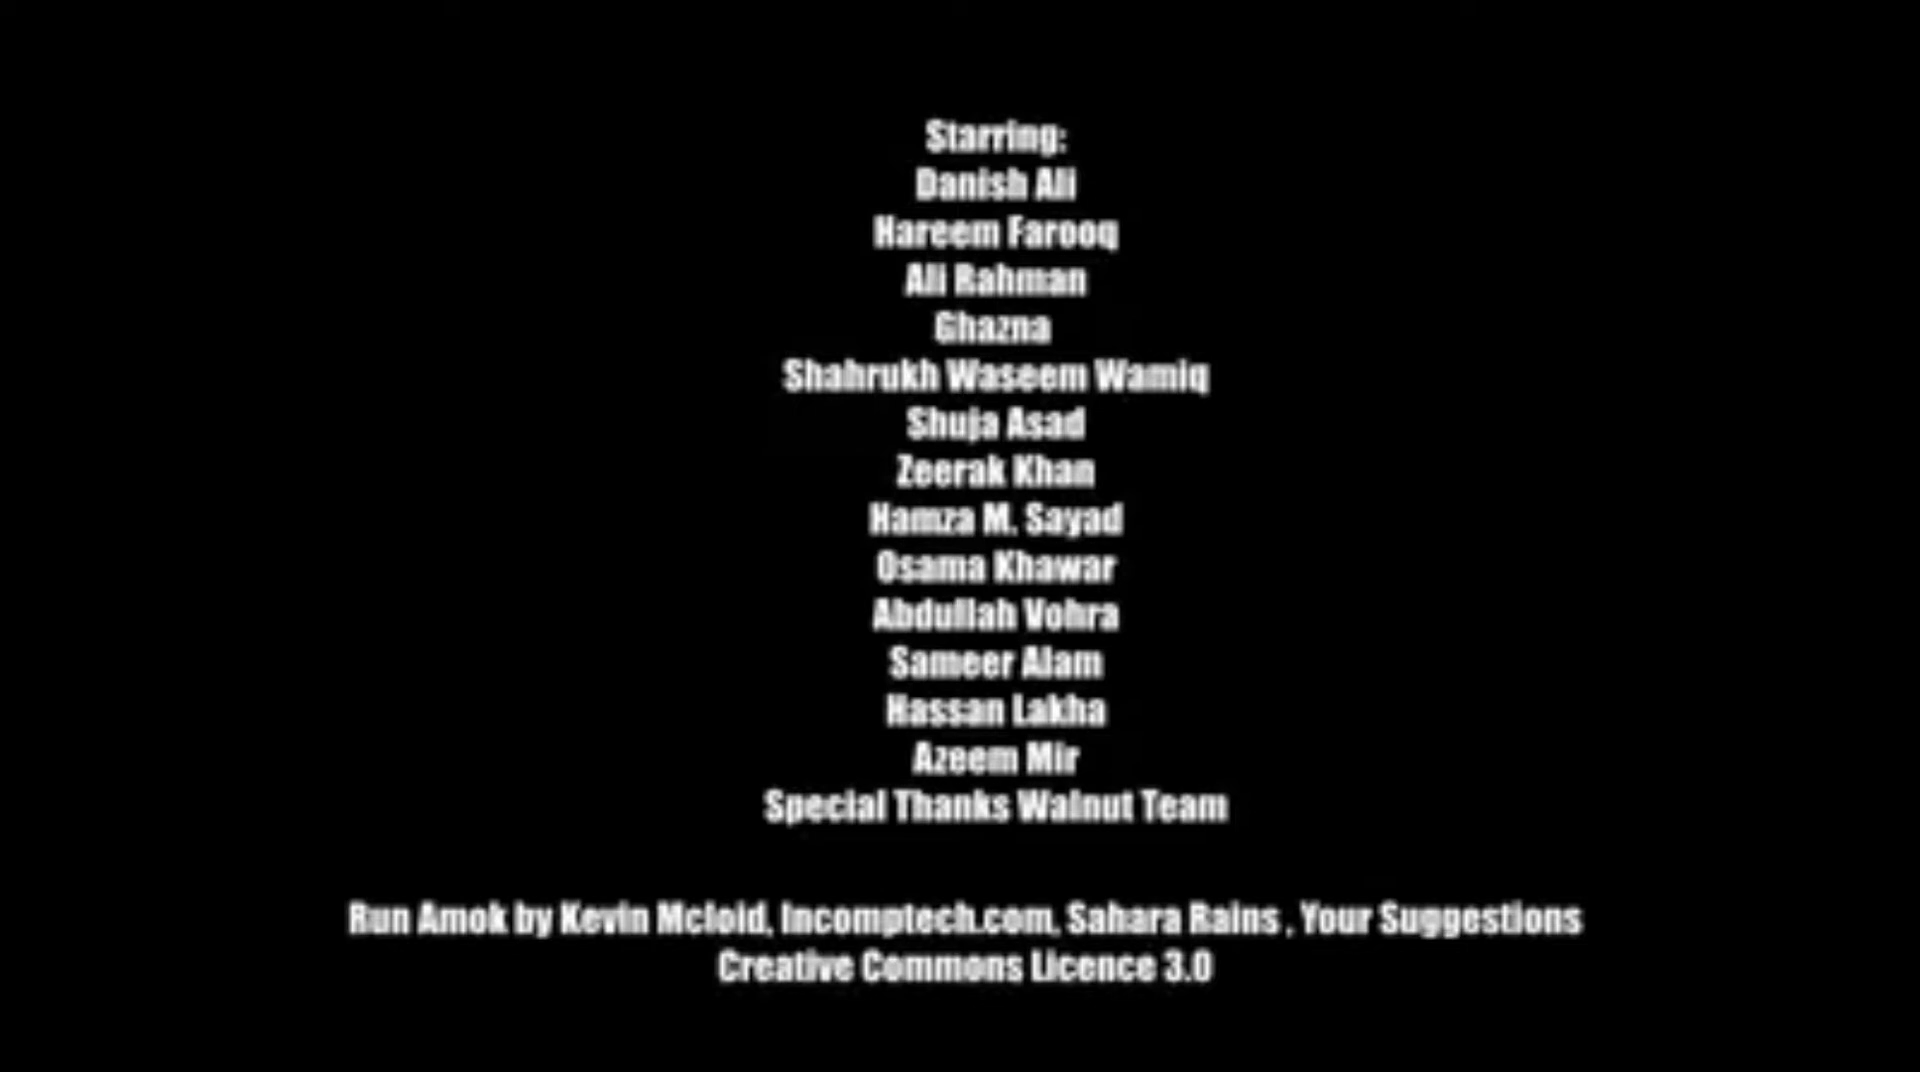 Starring:
Danish Ali
Hareem Farooq
Ali Rahman
Ghazna
Shahrukh Waseem Wamiq
Shuja Asad
Zeerak Khan
Hamza M. Sayad
Osama Khawar
Abdullah Vohra
Sameer Alam
Hassan Lakha
Azeem Mir
Special Thanks Walnut Team
Run Amok by Kevin Mcloid, Incomptech.com, Sahara Rains , Your Suggestions
Creative Commons Licence 3.0